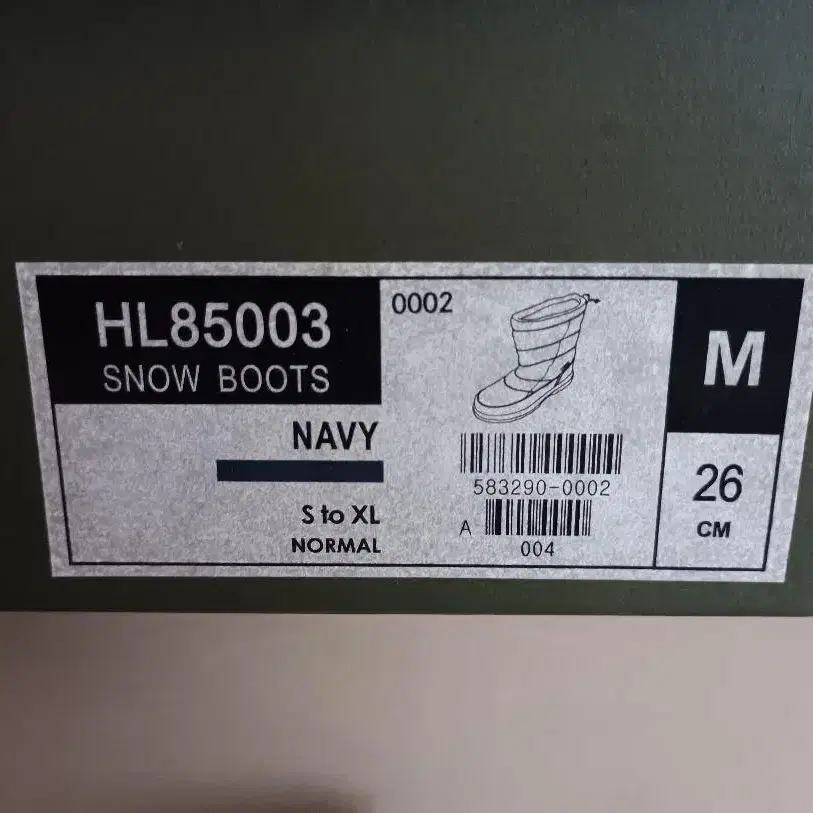 HL85003
SNOW BOOTS
NAVY
S to XL
NORMAL
0002
583290-0002
A
004
M
26
CM